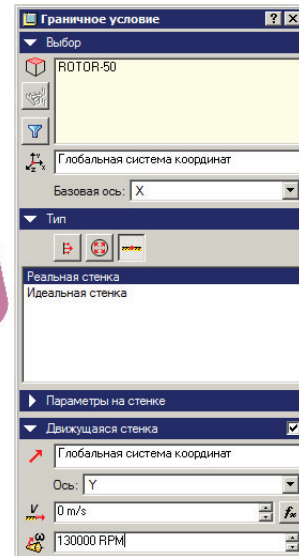 Граничное условие
Выбор
ROTOR-50
Глобальная система координат
Базовая ось: X
Тип
Реальная стенка
Идеальная стенка
Параметры на стенке
Движущаяся стенка
Глобальная система координат
Ось: Y
0 m/s
130000 RPM